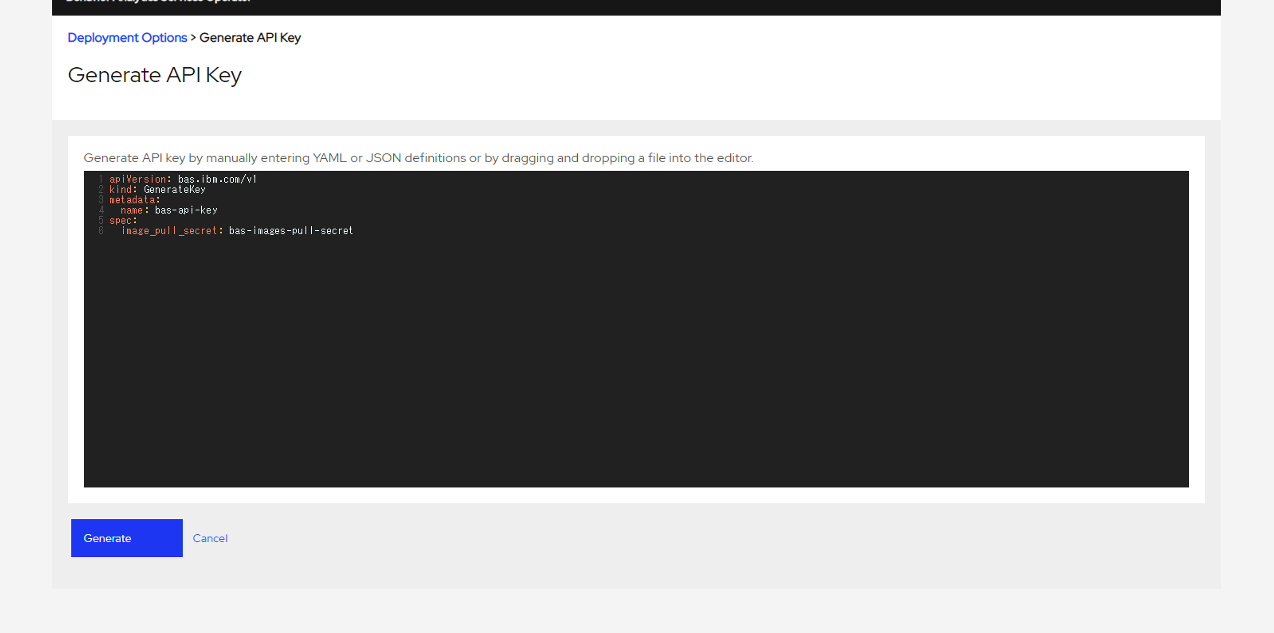 Deployment Options > Generate API Key
Generate API Key
Generate API key by manually entering YAML or JSON definitions or by dragging and dropping a file into the editor.
1 apiVersion: bas.ibm.com/v1
2 kind: GenerateKey
3 metadata:
4 name: bas-api-key
5 spec:
6 image_pull_secret: bas-images-pull-secret
Generate Cancel